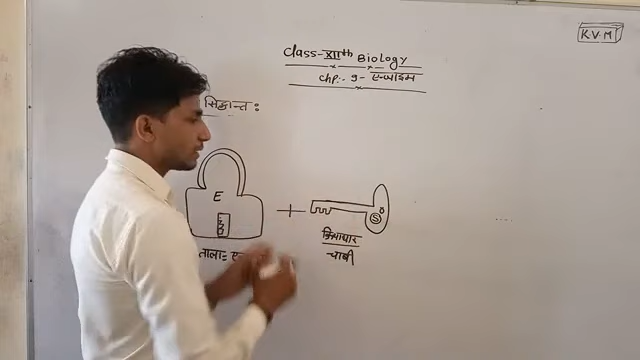 K.V.M
Class-XIIth Biology
Chp:- 9- एन्जाइम
सिद्धान्त :
E
S
क्रियाधार
ताला= ए
चाबी